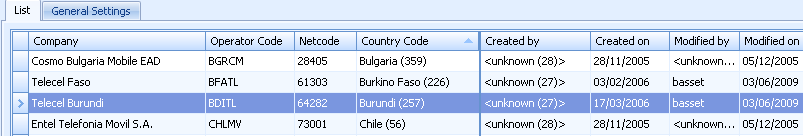 List General Settings
Company Operator Code Netcode Country Code Created by Created on Modified by Modified on
Cosmo Bulgaria Mobile EAD BGRCM 28405 Bulgaria (359) <unknown (28)> 28/11/2005 <unknown... 05/12/2005
Telecel Faso BFATL 61303 Burkino Faso (226) <unknown (27)> 03/02/2006 basset 03/06/2009
Telecel Burundi BDITL 64282 Burundi (257) <unknown (27)> 17/03/2006 basset 03/06/2009
Entel Telefonia Movil S.A. CHLMV 73001 Chile (56) <unknown (28)> 28/11/2005 <unknown... 05/12/2005